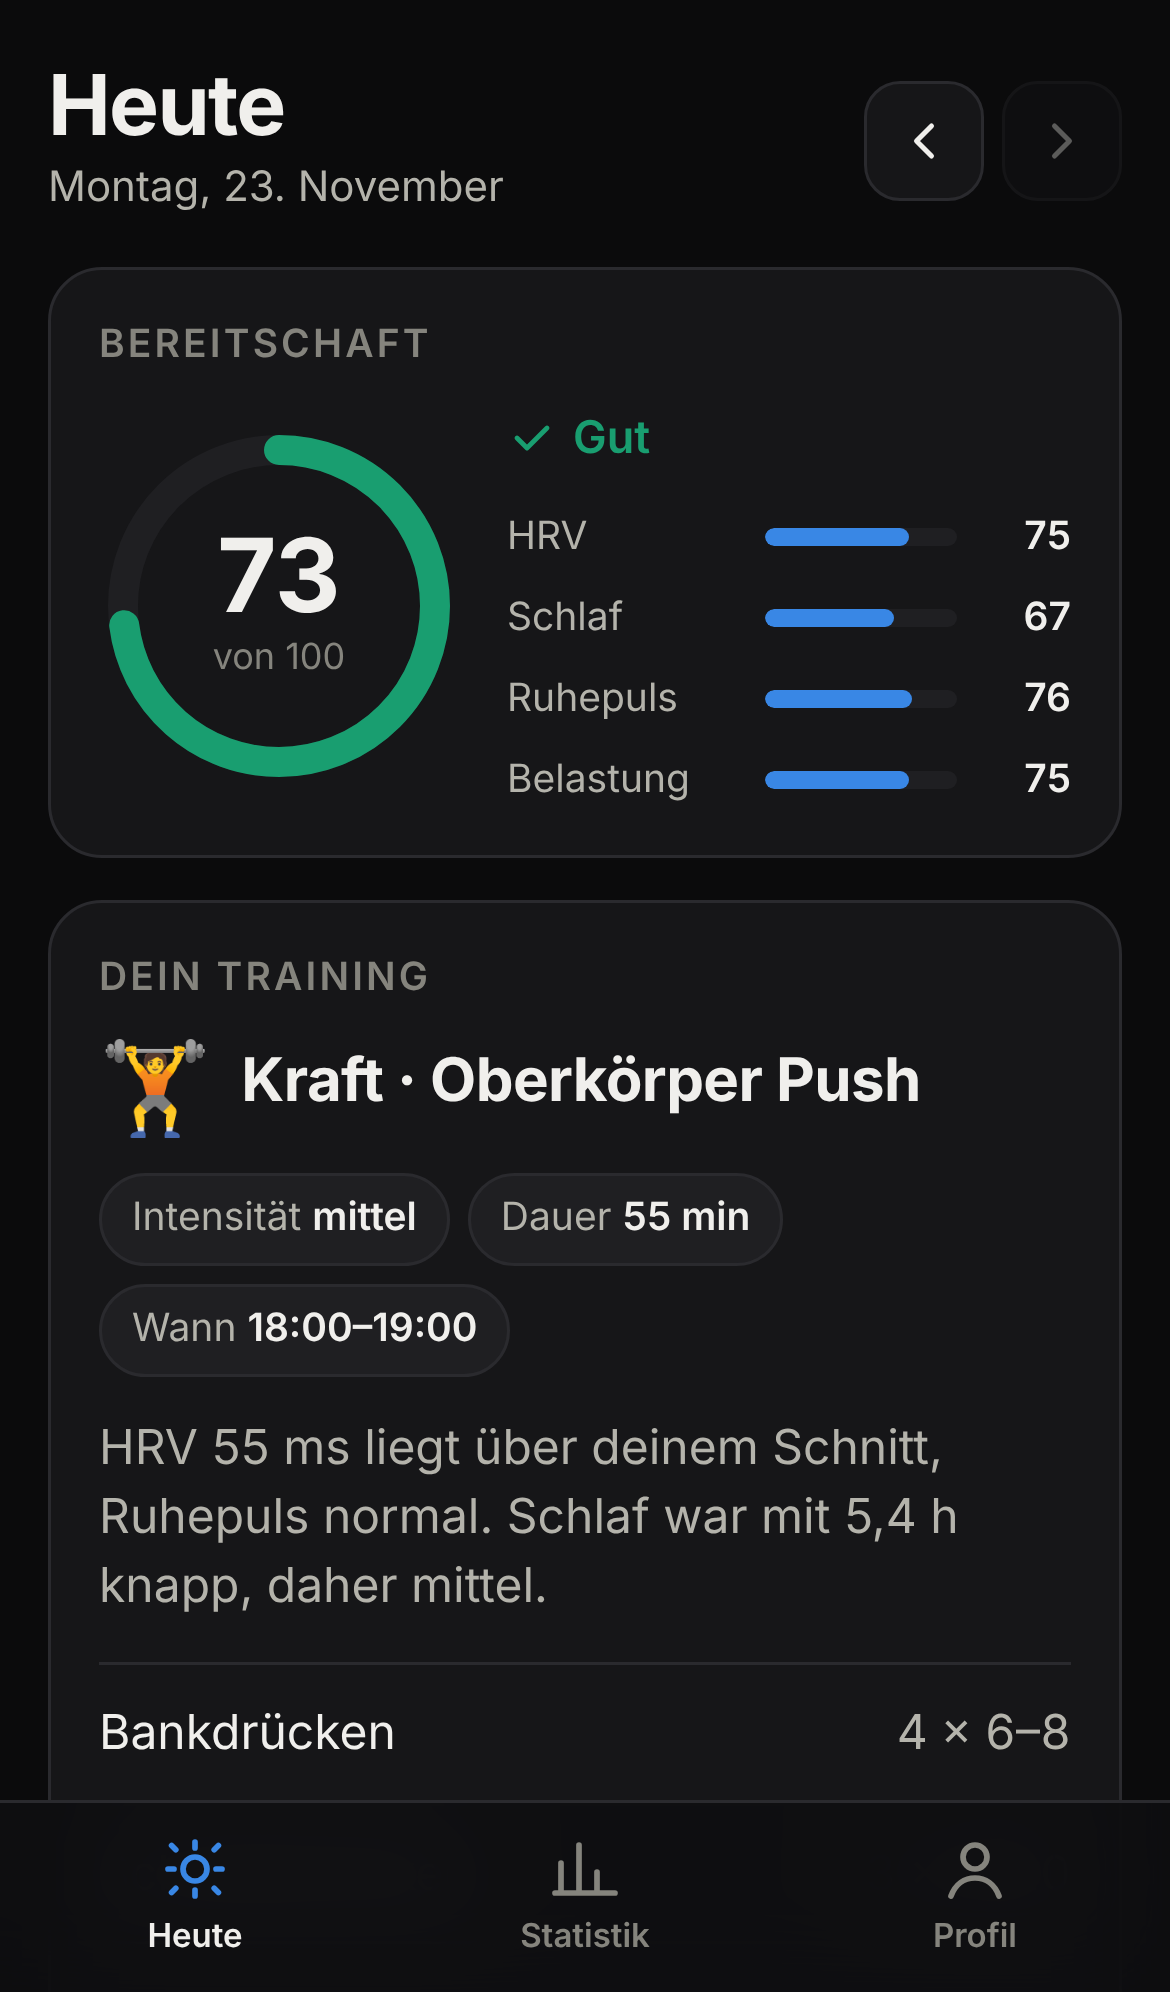 Heute
Montag, 23. November
BEREITSCHAFT
73
von 100
Gut
HRV 75
Schlaf 67
Ruhepuls 76
Belastung 75
DEIN TRAINING
Kraft · Oberkörper Push
Intensität mittel
Dauer 55 min
Wann 18:00–19:00
HRV 55 ms liegt über deinem Schnitt,
Ruhepuls normal. Schlaf war mit 5,4 h
knapp, daher mittel.
Bankdrücken 4 × 6–8
Heute
Statistik
Profil